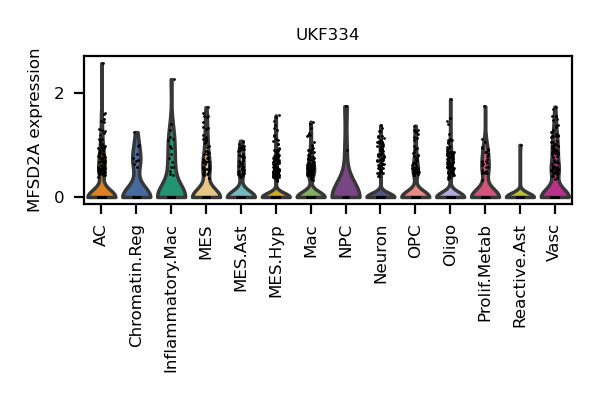 UKF334
MFSD2A expression
2
0
AC
Chromatin.Reg
Inflammatory.Mac
MES
MES.Ast
MES.Hyp
Mac
NPC
Neuron
OPC
Oligo
Prolif.Metab
Reactive.Ast
Vasc